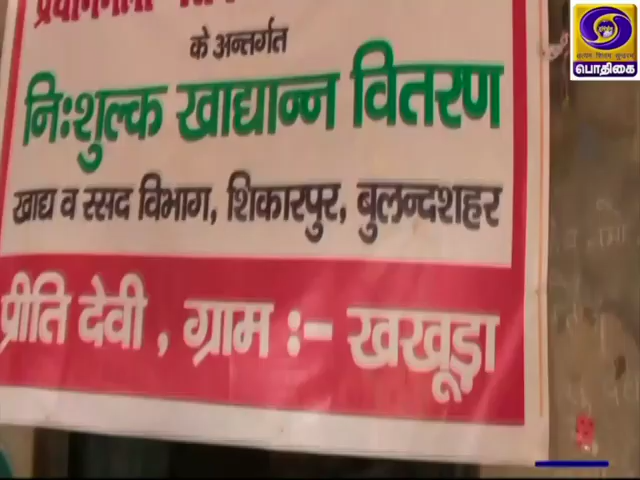 के अन्तर्गत
निःशुल्क खाद्यान्न वितरण
खाद्य व रसद विभाग, शिकारपुर, बुलन्दशहर
प्रीति देवी, ग्राम :- खखूड़ा
பொதிகை